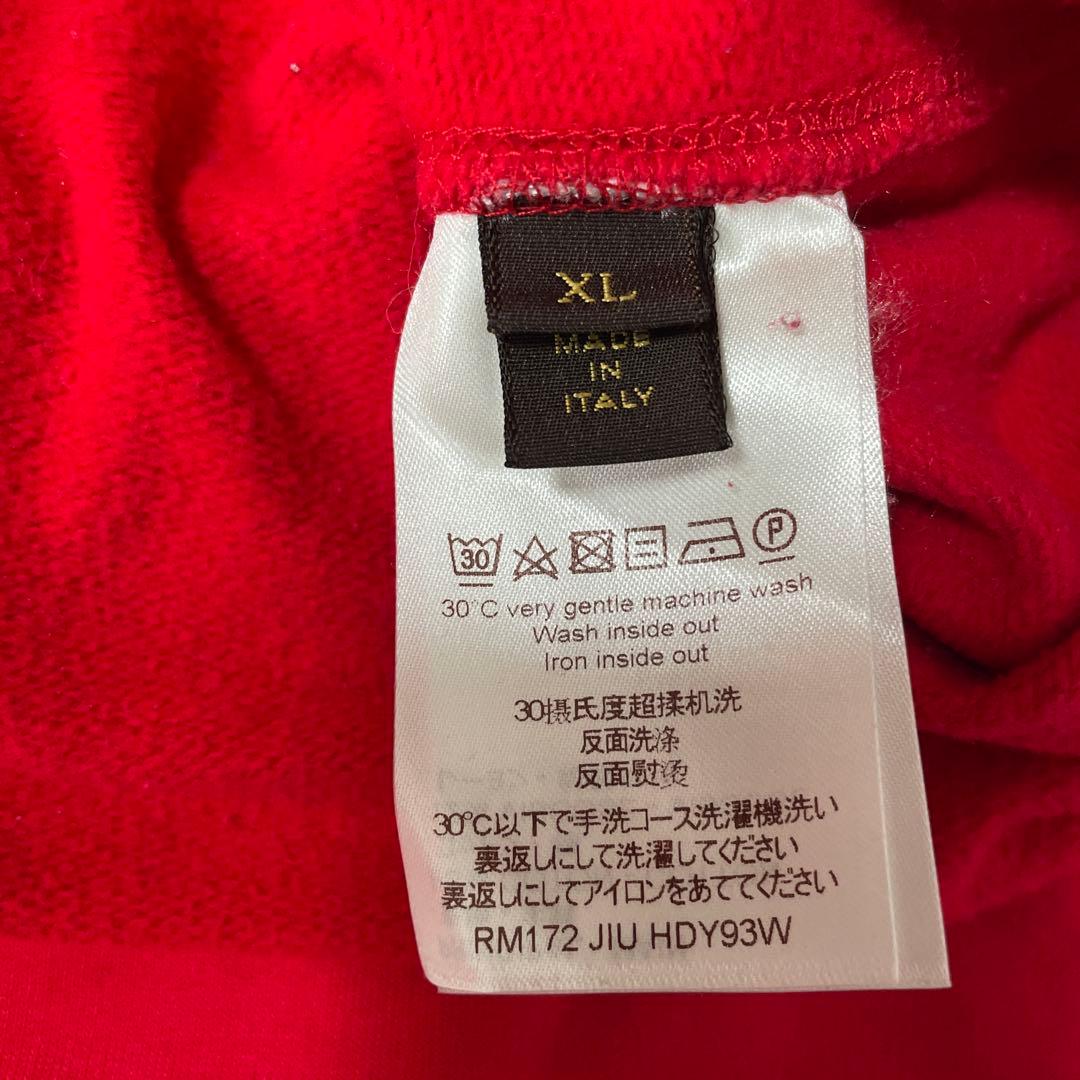 XL
MADE
IN
ITALY
30
P
30°C very gentle machine wash
Wash inside out
Iron inside out
30摄氏度超揉机洗
反面洗涤
反面熨烫
30℃以下で手洗コース洗濯機洗い
裏返しにして洗濯してください
裏返しにしてアイロンをあててください
RM172 JIU HDY93W